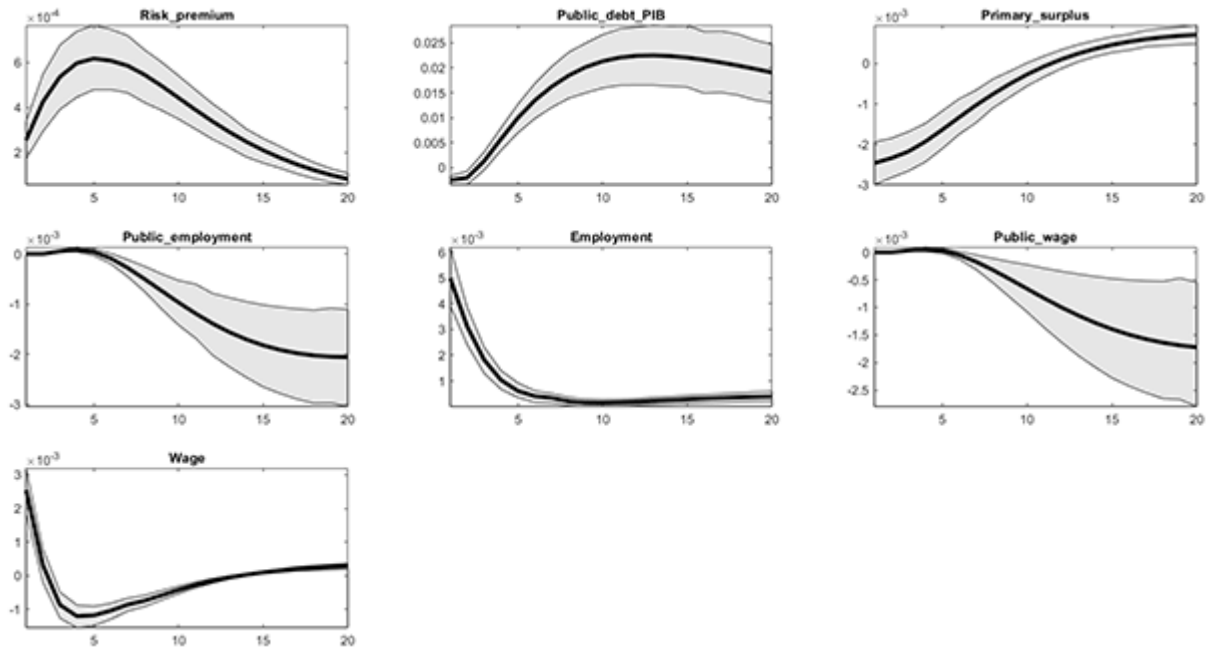 Risk_premium
×10⁻⁴
6
4
2
5 10 15 20
Public_debt_PIB
0.025
0.02
0.015
0.01
0.005
0
5 10 15 20
Primary_surplus
×10⁻³
0
-1
-2
-3
5 10 15 20
Public_employment
×10⁻³
0
-1
-2
-3
5 10 15 20
Employment
×10⁻³
6
5
4
3
2
1
5 10 15 20
Public_wage
×10⁻³
0
-0.5
-1
-1.5
-2
-2.5
5 10 15 20
Wage
×10⁻³
3
2
1
0
-1
5 10 15 20